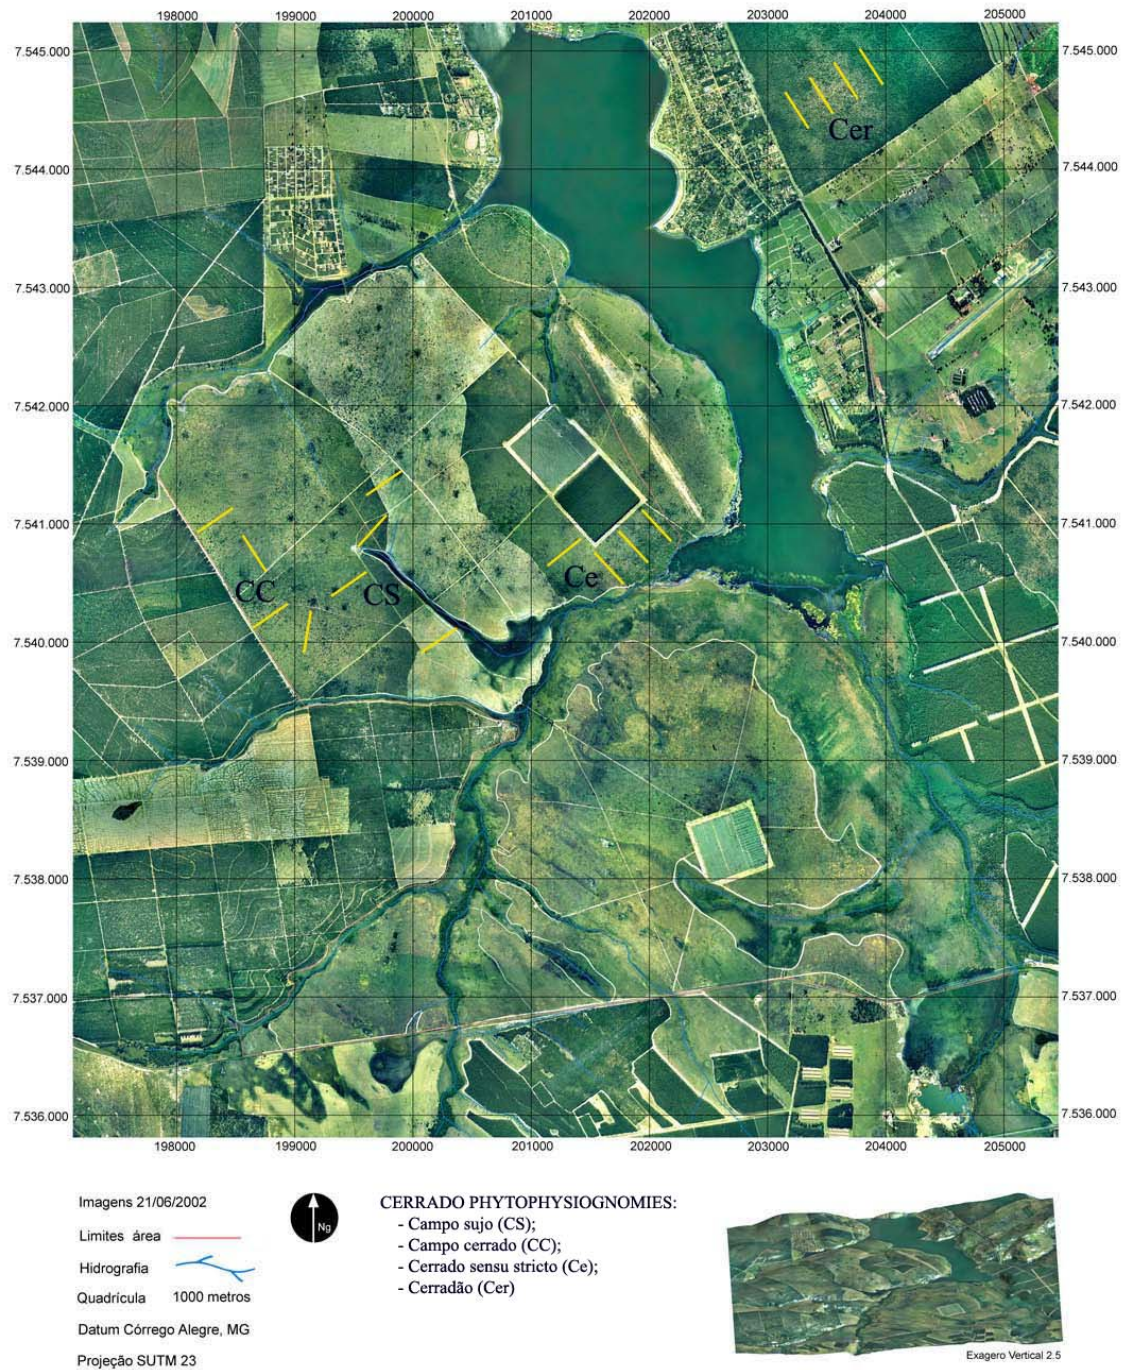 198000 199000 200000 201000 202000 203000 204000 205000
7.545.000 7.545.000
Cer
7.544.000 7.544.000
7.543.000 7.543.000
7.542.000 7.542.000
7.541.000 7.541.000
CC CS Ce
7.540.000 7.540.000
7.539.000 7.539.000
7.538.000 7.538.000
7.537.000 7.537.000
7.536.000 7.536.000
198000 199000 200000 201000 202000 203000 204000 205000
Imagens 21/06/2002
Limites área
Hidrografia
Quadrícula 1000 metros
Datum Córrego Alegre, MG
Projeção SUTM 23
Ng
CERRADO PHYTOPHYSIOGNOMIES:
- Campo sujo (CS);
- Campo cerrado (CC);
- Cerrado sensu stricto (Ce);
- Cerradão (Cer)
Exagero Vertical 2.5